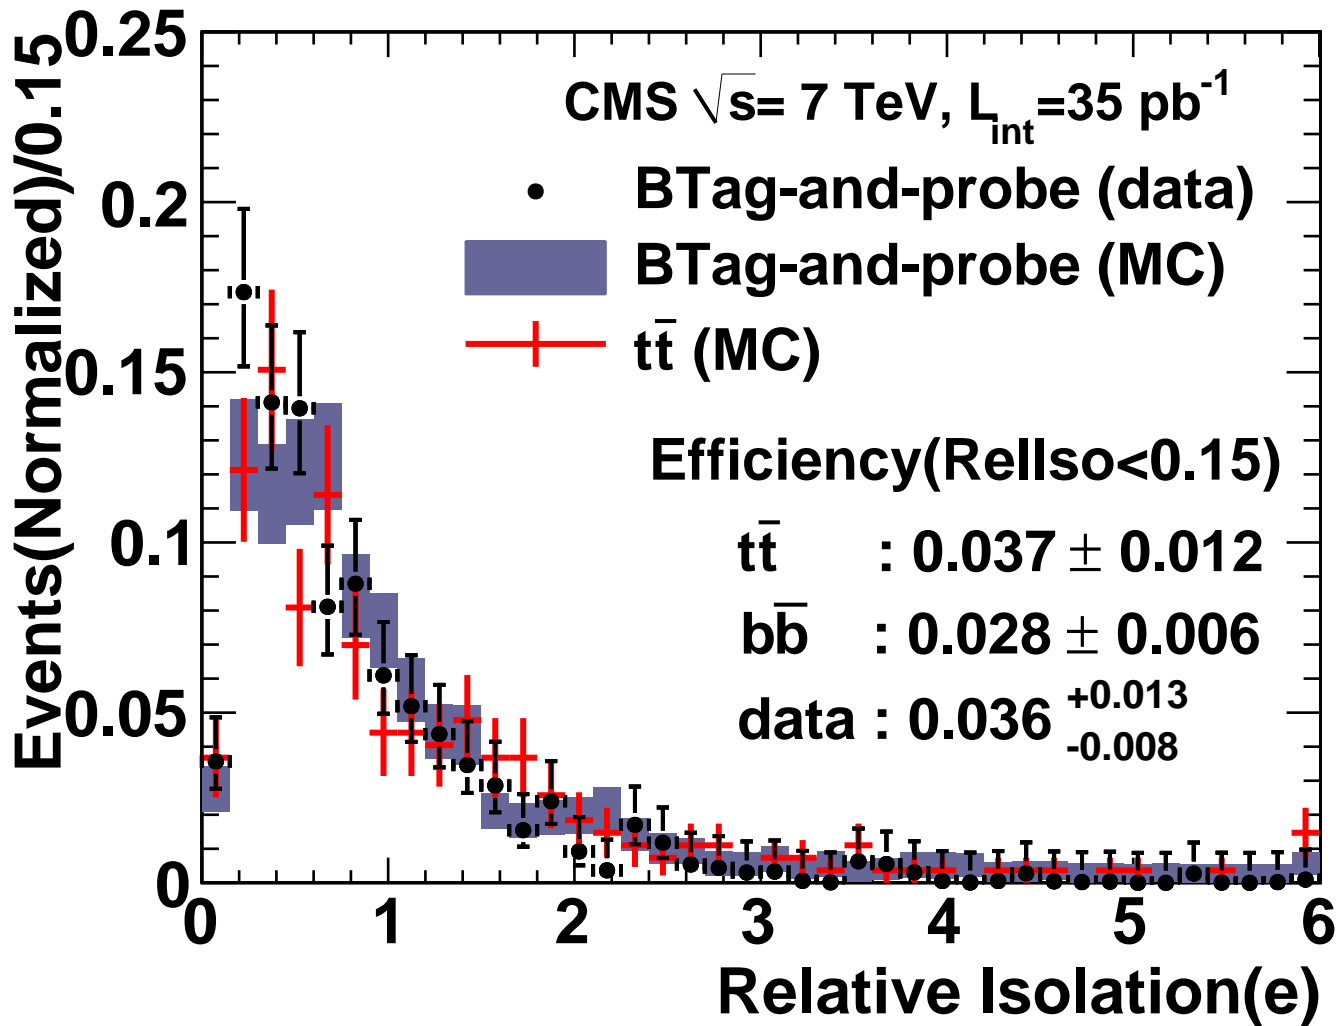 Events(Normalized)/0.15
0.25
0.2
0.15
0.1
0.05
0
CMS √s= 7 TeV, L_int=35 pb⁻¹
BTag-and-probe (data)
BTag-and-probe (MC)
tt̄ (MC)
Efficiency(RelIso<0.15)
tt̄ : 0.037 ± 0.012
bb̄ : 0.028 ± 0.006
data : 0.036 +0.013 -0.008
0 1 2 3 4 5 6
Relative Isolation(e)